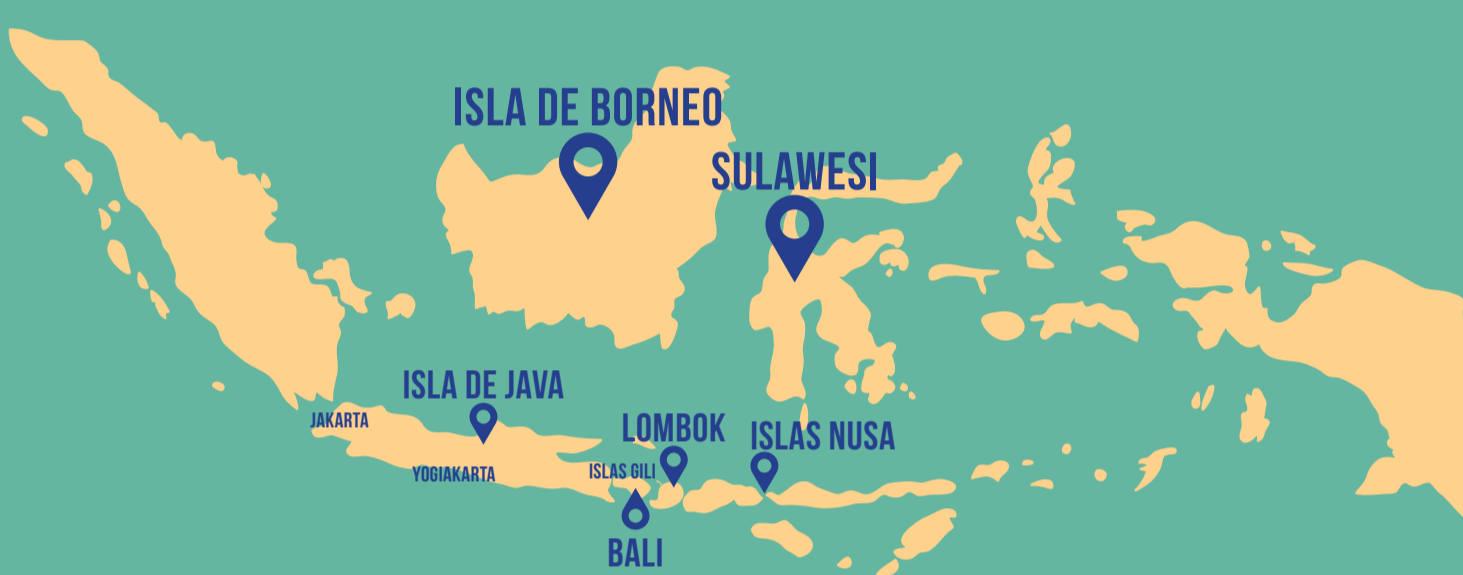 ISLA DE BORNEO
SULAWESI
ISLA DE JAVA
JAKARTA
LOMBOK
ISLAS NUSA
YOGIAKARTA
ISLAS GILI
BALI